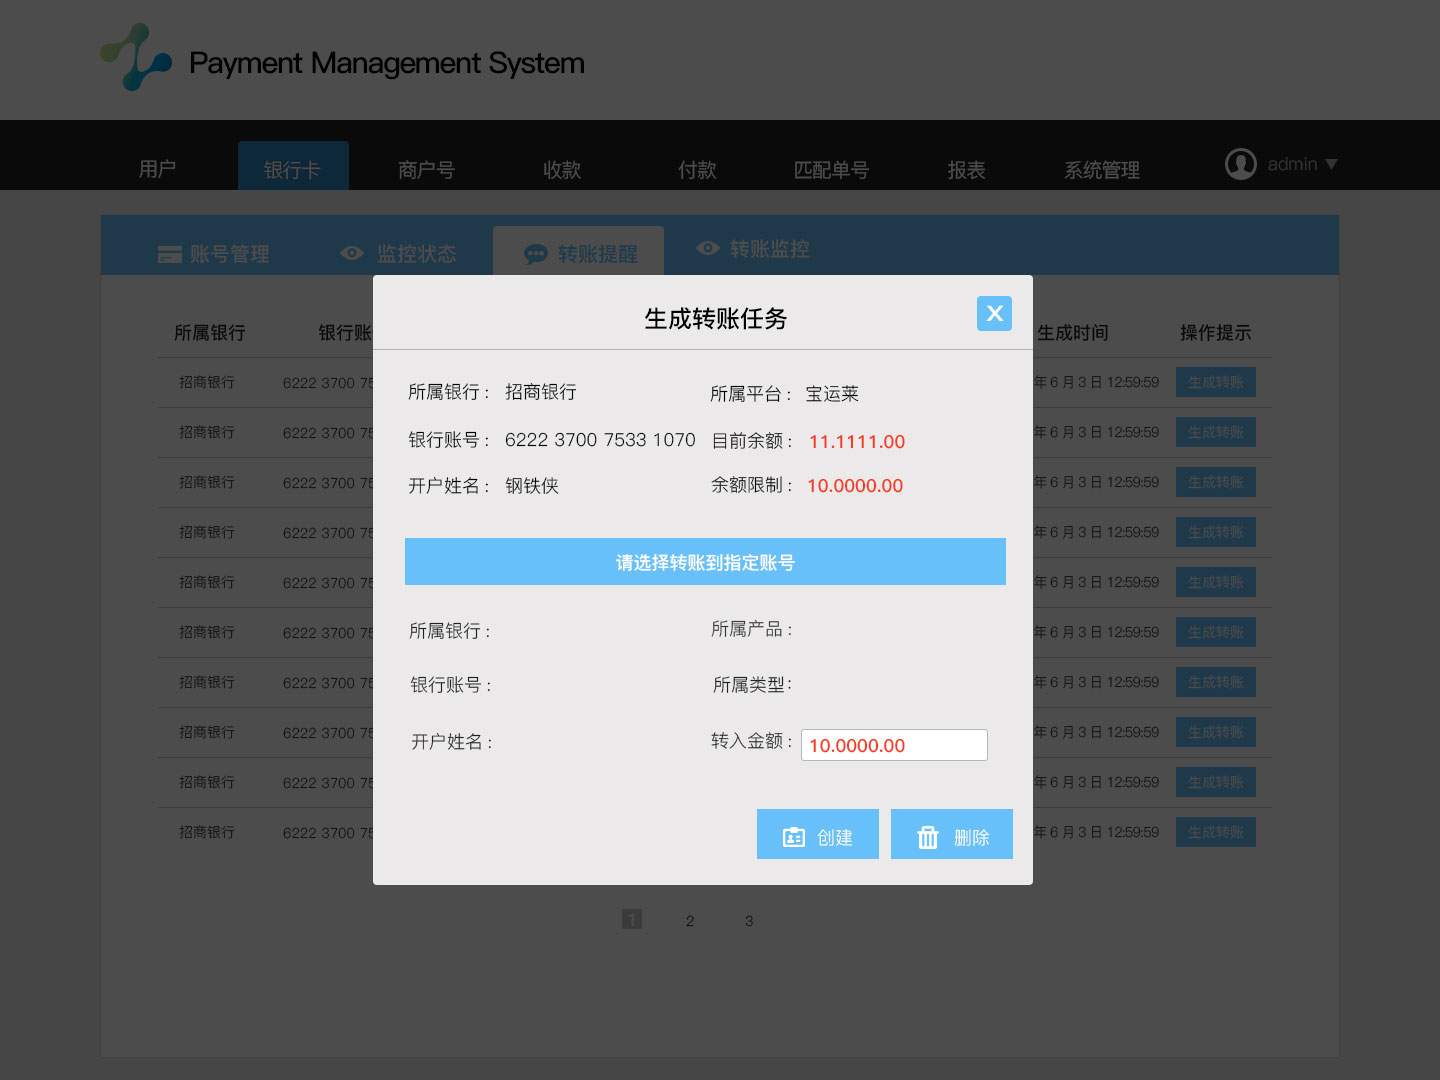 Payment Management System
用户 银行卡 商户号 收款 付款 匹配单号 报表 系统管理 admin
账号管理 监控状态 转账提醒 转账监控
生成转账任务 X
所属银行 银行账 生成时间 操作提示
招商银行 6222 3700 75 年 6 月 3 日 12:59:59 生成转账
招商银行 6222 3700 75 年 6 月 3 日 12:59:59 生成转账
招商银行 6222 3700 75 年 6 月 3 日 12:59:59 生成转账
招商银行 6222 3700 75 年 6 月 3 日 12:59:59 生成转账
招商银行 6222 3700 75 年 6 月 3 日 12:59:59 生成转账
招商银行 6222 3700 75 年 6 月 3 日 12:59:59 生成转账
招商银行 6222 3700 75 年 6 月 3 日 12:59:59 生成转账
招商银行 6222 3700 75 年 6 月 3 日 12:59:59 生成转账
招商银行 6222 3700 75 年 6 月 3 日 12:59:59 生成转账
招商银行 6222 3700 75 年 6 月 3 日 12:59:59 生成转账
所属银行： 招商银行 所属平台： 宝运莱
银行账号： 6222 3700 7533 1070 目前余额： 11.1111.00
开户姓名： 钢铁侠 余额限制： 10.0000.00
请选择转账到指定账号
所属银行： 所属产品：
银行账号： 所属类型：
开户姓名： 转入金额： 10.0000.00
创建 删除
1 2 3